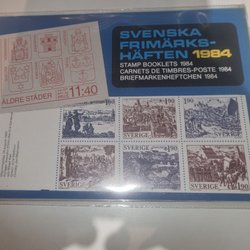 SVENSKA
FRIMÄRKS-
HÄFTEN 1984
STAMP BOOKLETS 1984
CARNETS DE TIMBRES-POSTE 1984
BRIEFMARKENHEFTCHEN 1984
ÄLDRE STÄDER
11:40
1.90
1.90
1.90
SVERIGE
SVERIGE
SVERIGE
1.90
1.90
1.90
SVERIGE
SVERIGE
SVERIGE